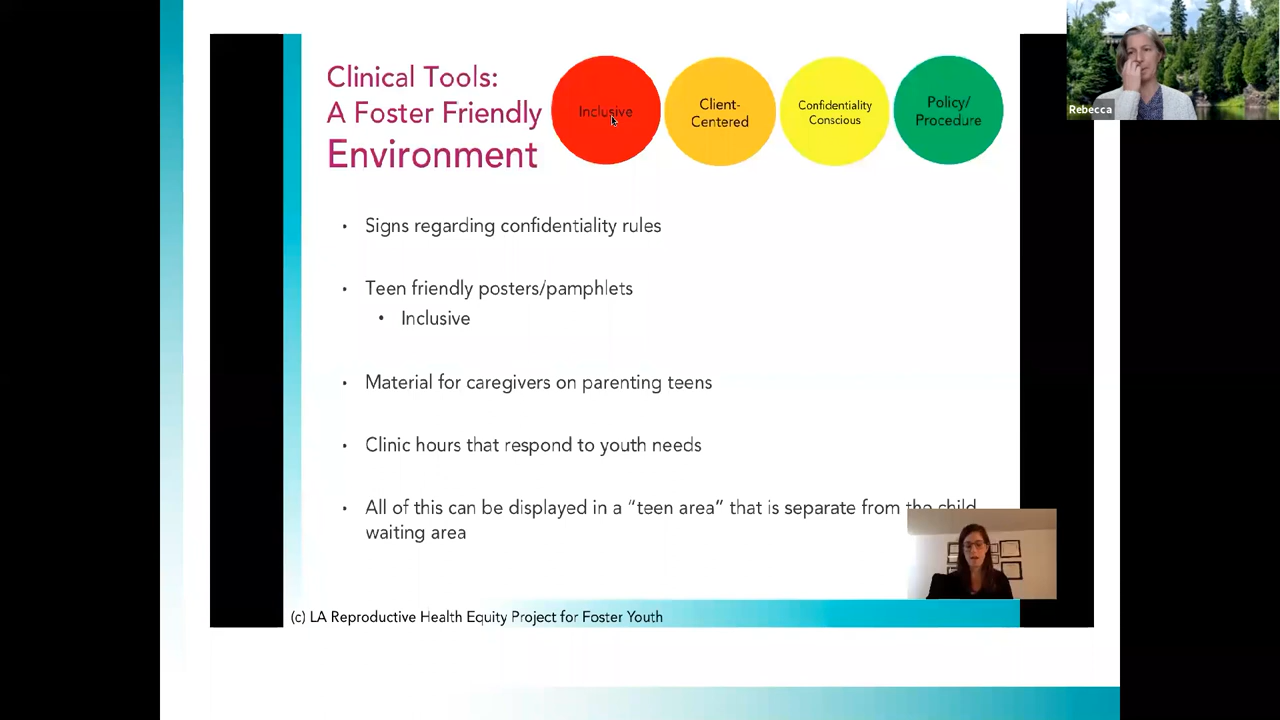 Clinical Tools:
A Foster Friendly
Environment
Inclusive
Client-
Centered
Confidentiality
Conscious
Policy/
Procedure
Rebecca
• Signs regarding confidentiality rules
• Teen friendly posters/pamphlets
• Inclusive
• Material for caregivers on parenting teens
• Clinic hours that respond to youth needs
• All of this can be displayed in a “teen area” that is separate from the child
waiting area
(c) LA Reproductive Health Equity Project for Foster Youth